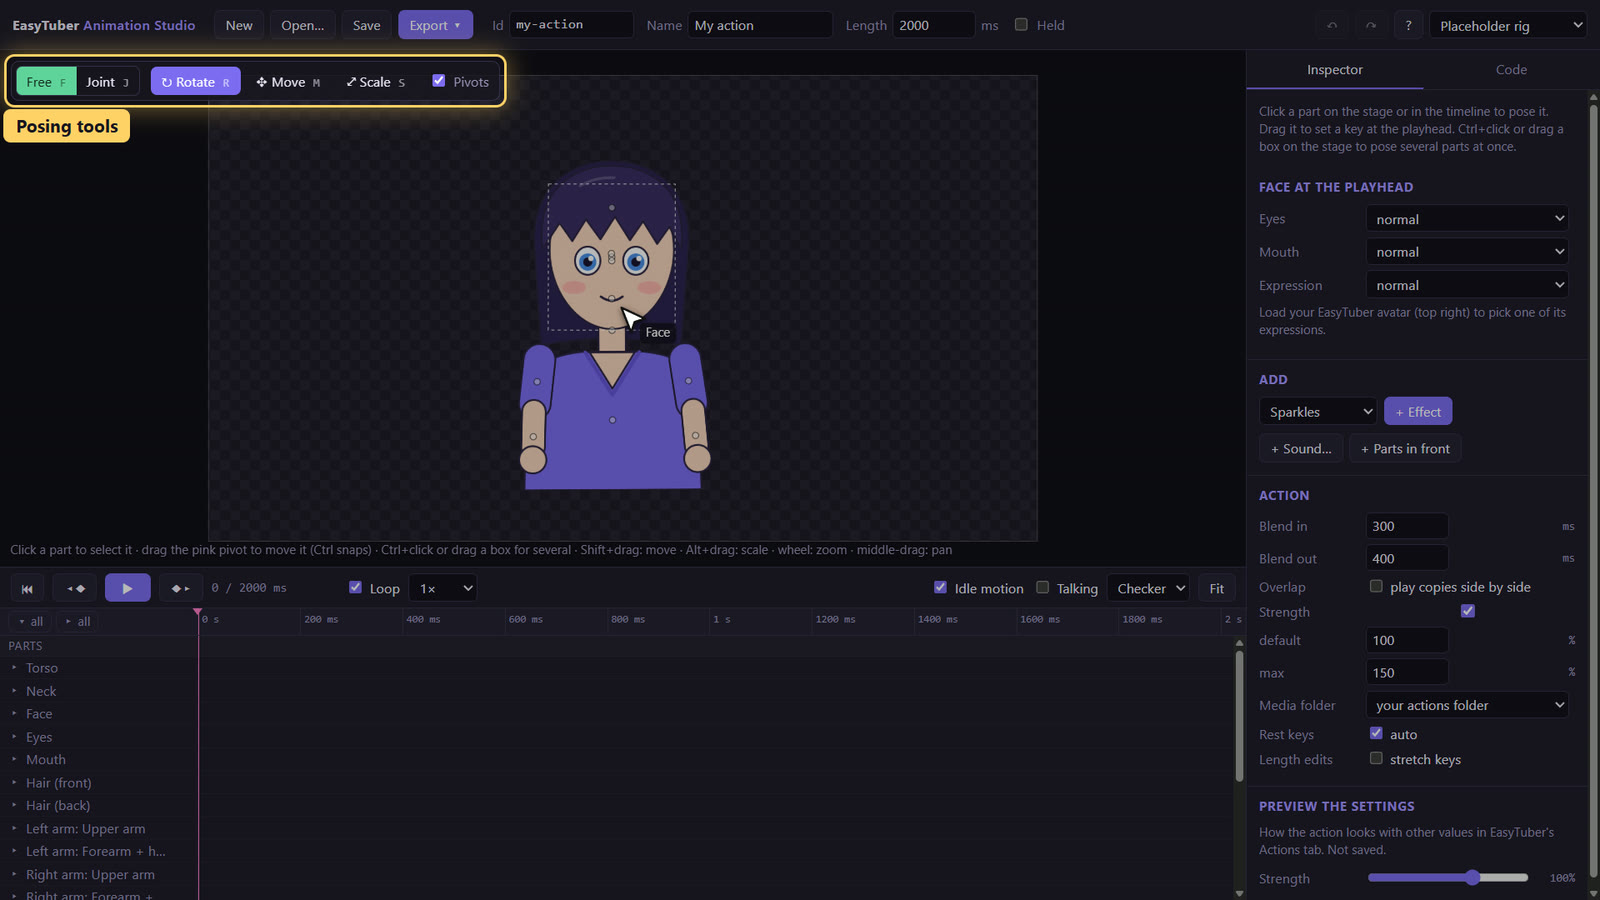 EasyTuber Animation Studio New Open... Save Export ▾ Id my-action Name My action Length 2000 ms Held ? Placeholder rig
Free F Joint J ↻ Rotate R ✥ Move M ⤢ Scale S Pivots
Posing tools
Inspector Code
Click a part on the stage or in the timeline to pose it.
Drag it to set a key at the playhead. Ctrl+click or drag a
box on the stage to pose several parts at once.
FACE AT THE PLAYHEAD
Eyes normal
Mouth normal
Expression normal
Load your EasyTuber avatar (top right) to pick one of its
expressions.
Face
ADD
Sparkles + Effect
+ Sound... + Parts in front
ACTION
Blend in 300 ms
Blend out 400 ms
Overlap play copies side by side
Strength
default 100 %
max 150 %
Media folder your actions folder
Rest keys auto
Length edits stretch keys
PREVIEW THE SETTINGS
How the action looks with other values in EasyTuber's
Actions tab. Not saved.
Strength 100%
Click a part to select it · drag the pink pivot to move it (Ctrl snaps) · Ctrl+click or drag a box for several · Shift+drag: move · Alt+drag: scale · wheel: zoom · middle-drag: pan
0 / 2000 ms Loop 1× Idle motion Talking Checker Fit
▾ all ▸ all 0 s 200 ms 400 ms 600 ms 800 ms 1 s 1200 ms 1400 ms 1600 ms 1800 ms 2 s
PARTS
Torso
Neck
Face
Eyes
Mouth
Hair (front)
Hair (back)
Left arm: Upper arm
Left arm: Forearm + h...
Right arm: Upper arm
Right arm: Forearm +